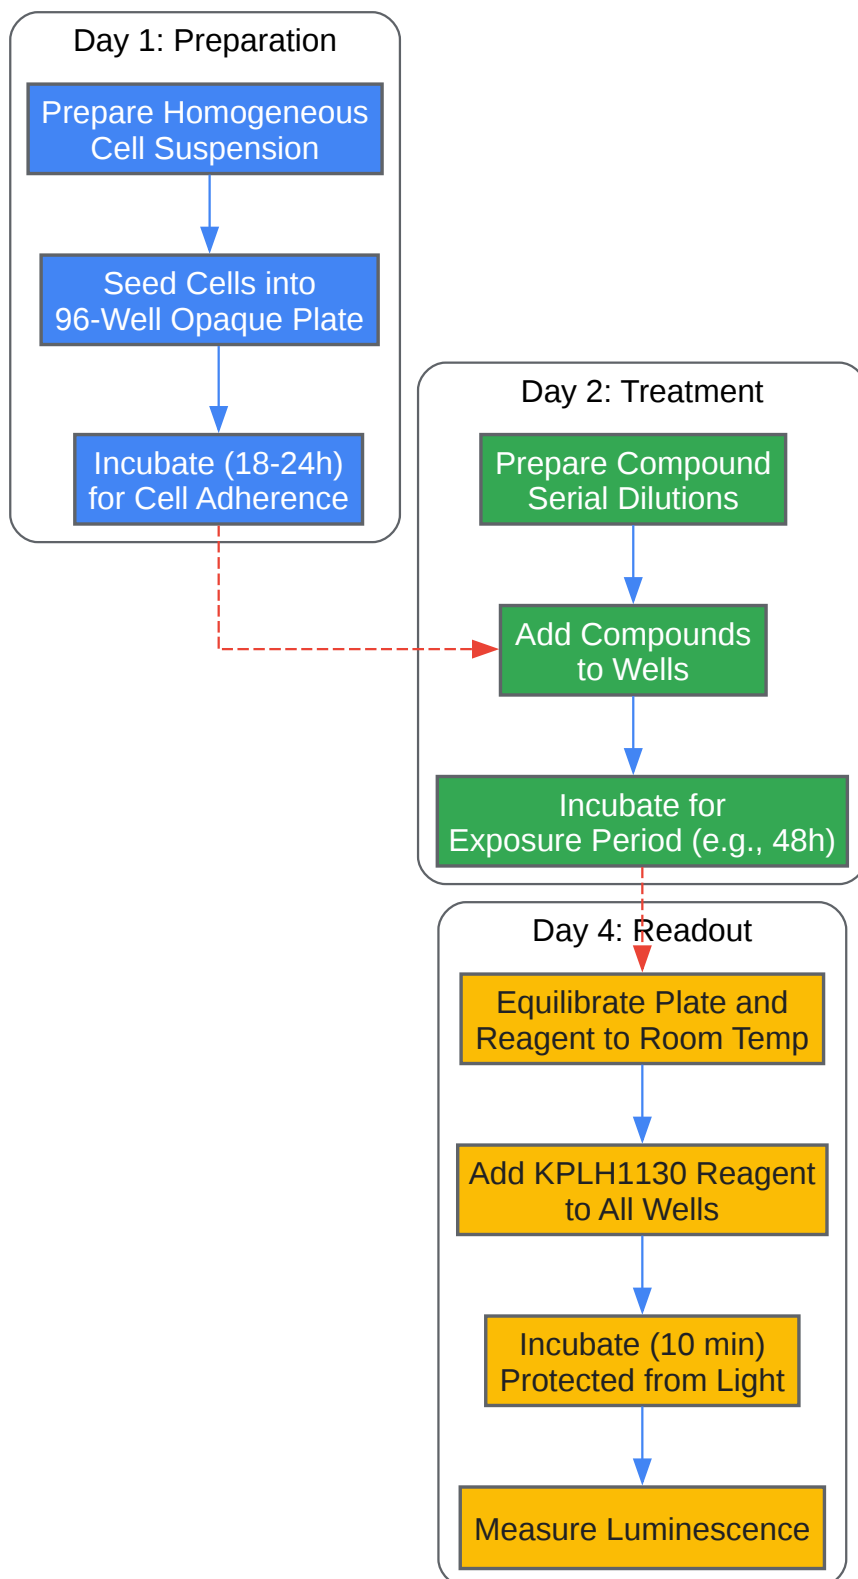 Day 1: Preparation
Prepare Homogeneous
Cell Suspension
Seed Cells into
96-Well Opaque Plate
Incubate (18-24h)
for Cell Adherence
Day 2: Treatment
Prepare Compound
Serial Dilutions
Add Compounds
to Wells
Incubate for
Exposure Period (e.g., 48h)
Day 4: Readout
Equilibrate Plate and
Reagent to Room Temp
Add KPLH1130 Reagent
to All Wells
Incubate (10 min)
Protected from Light
Measure Luminescence